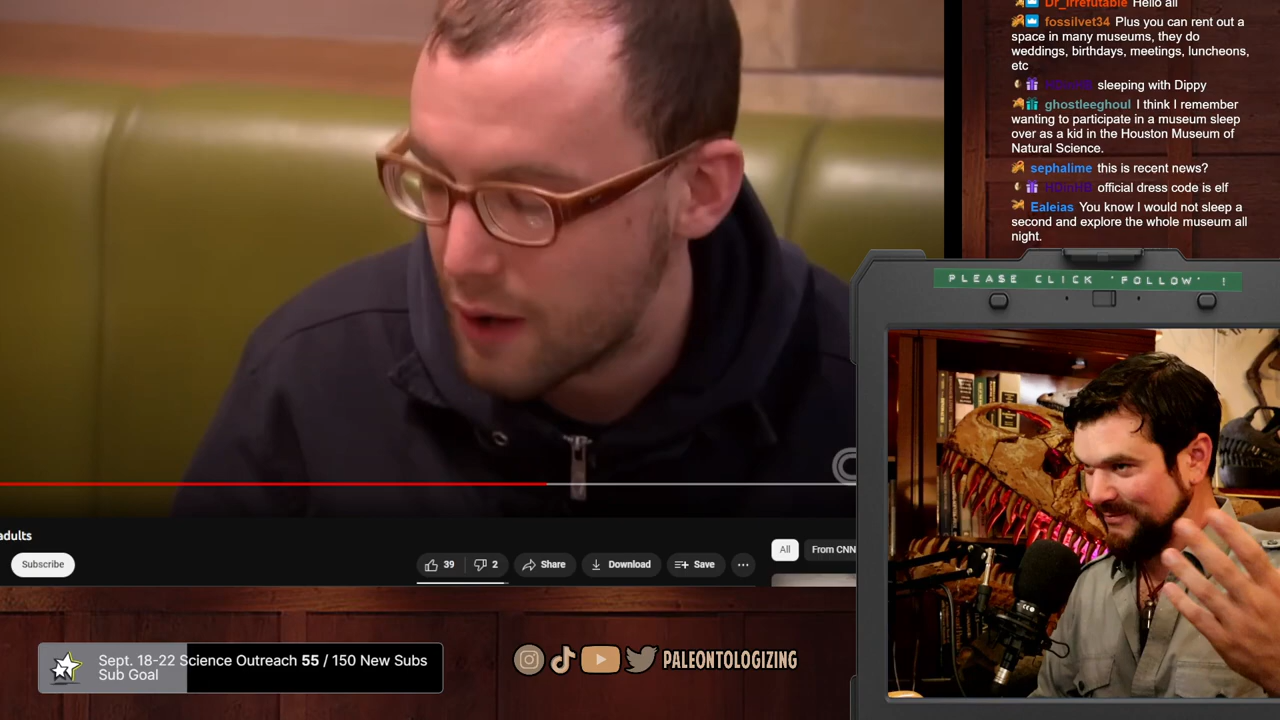 Dr_Irrefutable Hello all
fossilvet34 Plus you can rent out a
space in many museums, they do
weddings, birthdays, meetings, luncheons,
etc
sleeping with Dippy
ghostleeghoul I think I remember
wanting to participate in a museum sleep
over as a kid in the Houston Museum of
Natural Science.
sephalime this is recent news?
official dress code is elf
Ealeias You know I would not sleep a
second and explore the whole museum all
night.
PLEASE CLICK 'FOLLOW' !
adults
Subscribe
39
2
Share
Download
Save
All
From CNN
Sept. 18-22 Science Outreach 55 / 150 New Subs
Sub Goal
PALEONTOLOGIZING